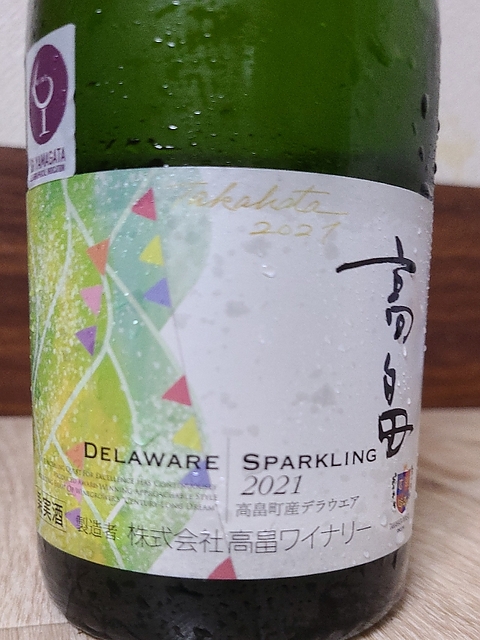 YAMAGATA
Takahata
2021
高畠
DELAWARE SPARKLING
2021
高畠町産デラウエア
果実酒 製造者 株式会社高畠ワイナリー